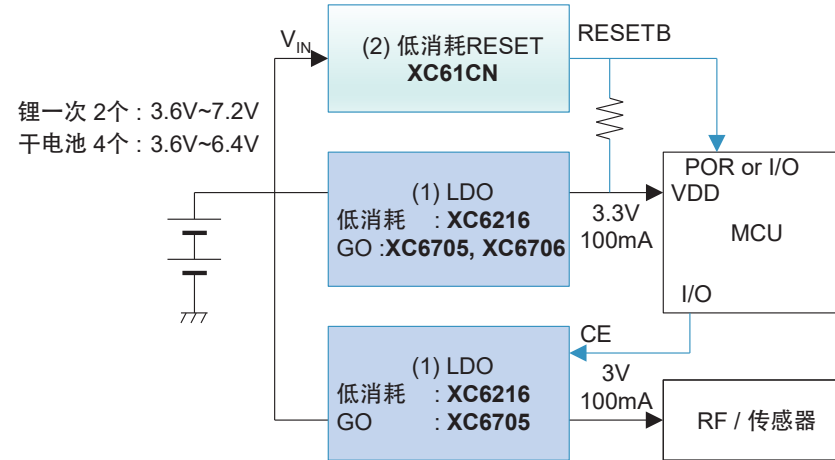 V_IN
(2) 低消耗RESET
XC61CN
RESETB
锂一次 2个 : 3.6V~7.2V
干电池 4个 : 3.6V~6.4V
(1) LDO
低消耗 : XC6216
GO :XC6705, XC6706
3.3V
100mA
POR or I/O
VDD
MCU
I/O
CE
(1) LDO
低消耗 : XC6216
GO : XC6705
3V
100mA
RF / 传感器